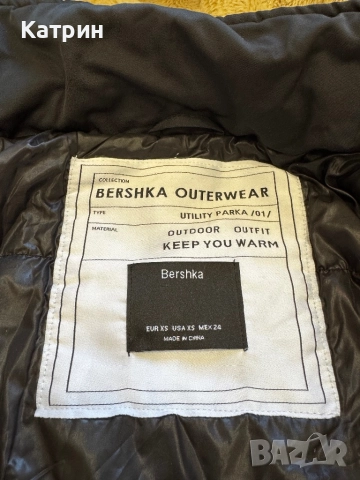 Катрин
COLLECTION
BERSHKA OUTERWEAR
TYPE UTILITY PARKA /01/
MATERIAL OUTDOOR OUTFIT
KEEP YOU WARM
Bershka
EUR XS USA XS MEX 24
MADE IN CHINA
BAZAR